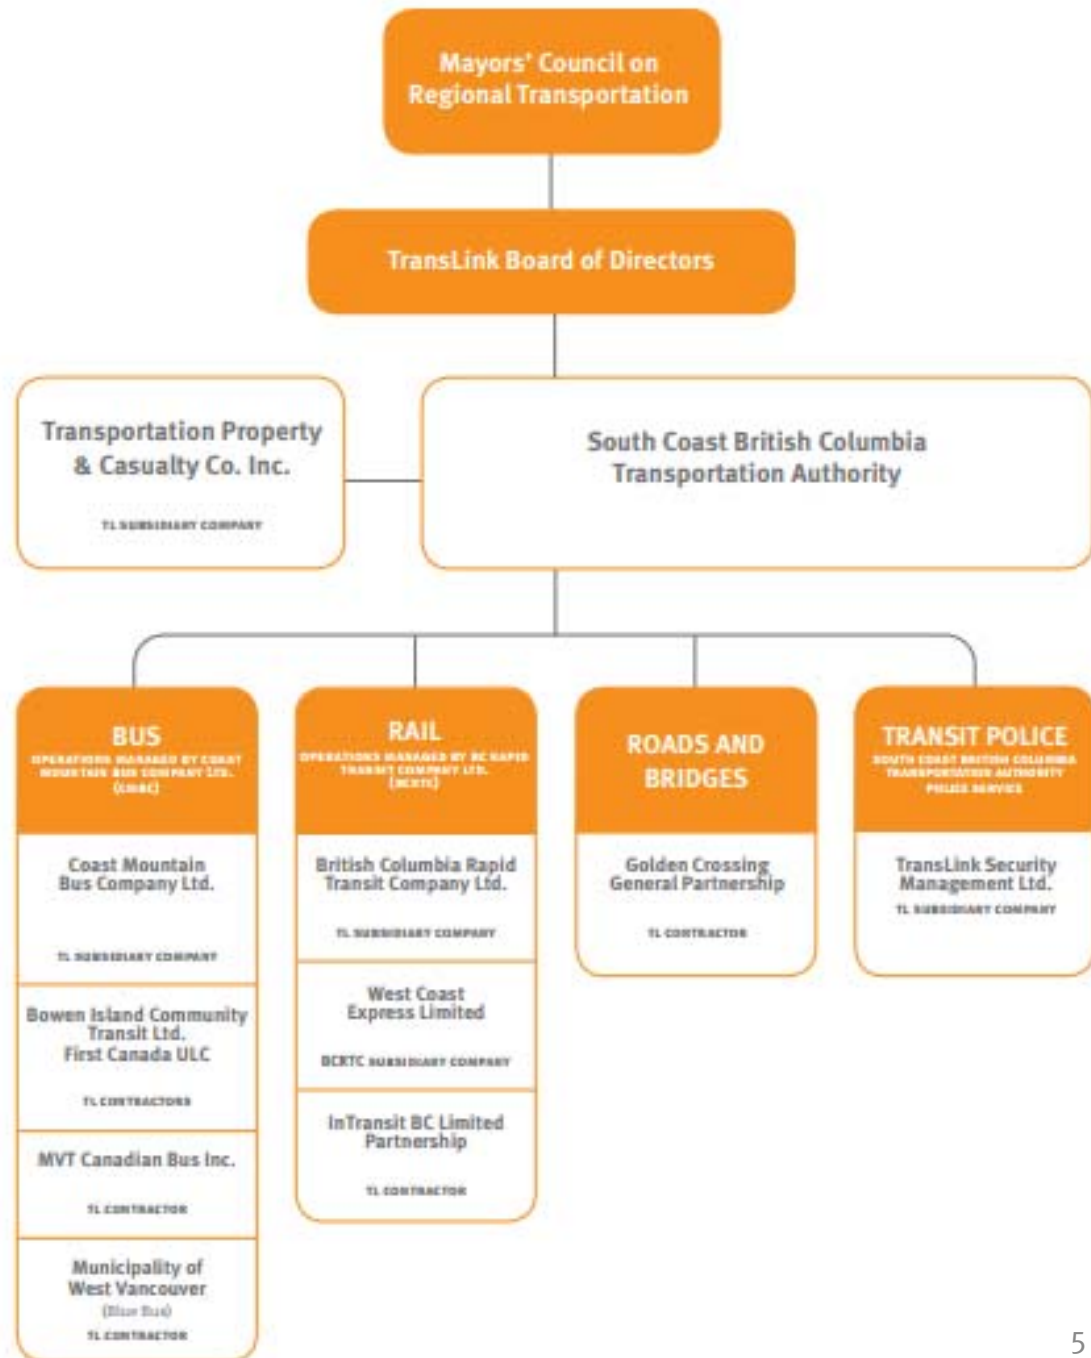 Mayors' Council on
Regional Transportation
TransLink Board of Directors
Transportation Property
& Casualty Co. Inc.
TL SUBSIDIARY COMPANY
South Coast British Columbia
Transportation Authority
BUS
OPERATIONS MANAGED BY COAST
MOUNTAIN BUS COMPANY LTD.
(CMBC)
Coast Mountain
Bus Company Ltd.
TL SUBSIDIARY COMPANY
Bowen Island Community
Transit Ltd.
First Canada ULC
TL CONTRACTORS
MVT Canadian Bus Inc.
TL CONTRACTOR
Municipality of
West Vancouver
(Blue Bus)
TL CONTRACTOR
RAIL
OPERATIONS MANAGED BY BC RAPID
TRANSIT COMPANY LTD.
(BCRTC)
British Columbia Rapid
Transit Company Ltd.
TL SUBSIDIARY COMPANY
West Coast
Express Limited
BCRTC SUBSIDIARY COMPANY
InTransit BC Limited
Partnership
TL CONTRACTOR
ROADS AND
BRIDGES
Golden Crossing
General Partnership
TL CONTRACTOR
TRANSIT POLICE
SOUTH COAST BRITISH COLUMBIA
TRANSPORTATION AUTHORITY
POLICE SERVICE
TransLink Security
Management Ltd.
TL SUBSIDIARY COMPANY
5